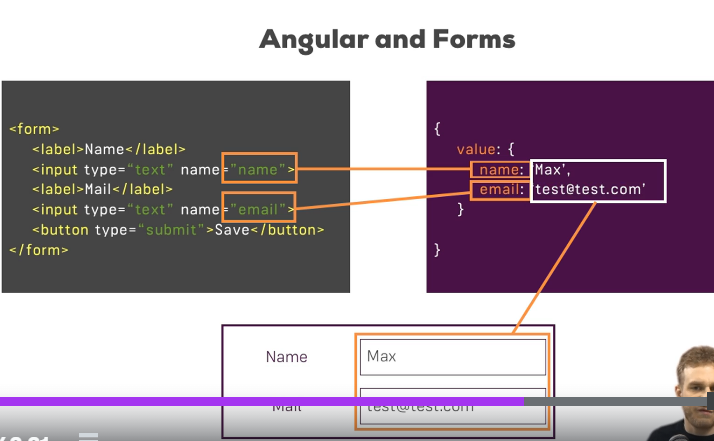 Angular and Forms
<form>
<label>Name</label>
<input type="text" name="name">
<label>Mail</label>
<input type="text" name="email">
<button type="submit">Save</button>
</form>
{
value: {
name: 'Max',
email: 'test@test.com'
}
}
Name
Max
Mail
test@test.com